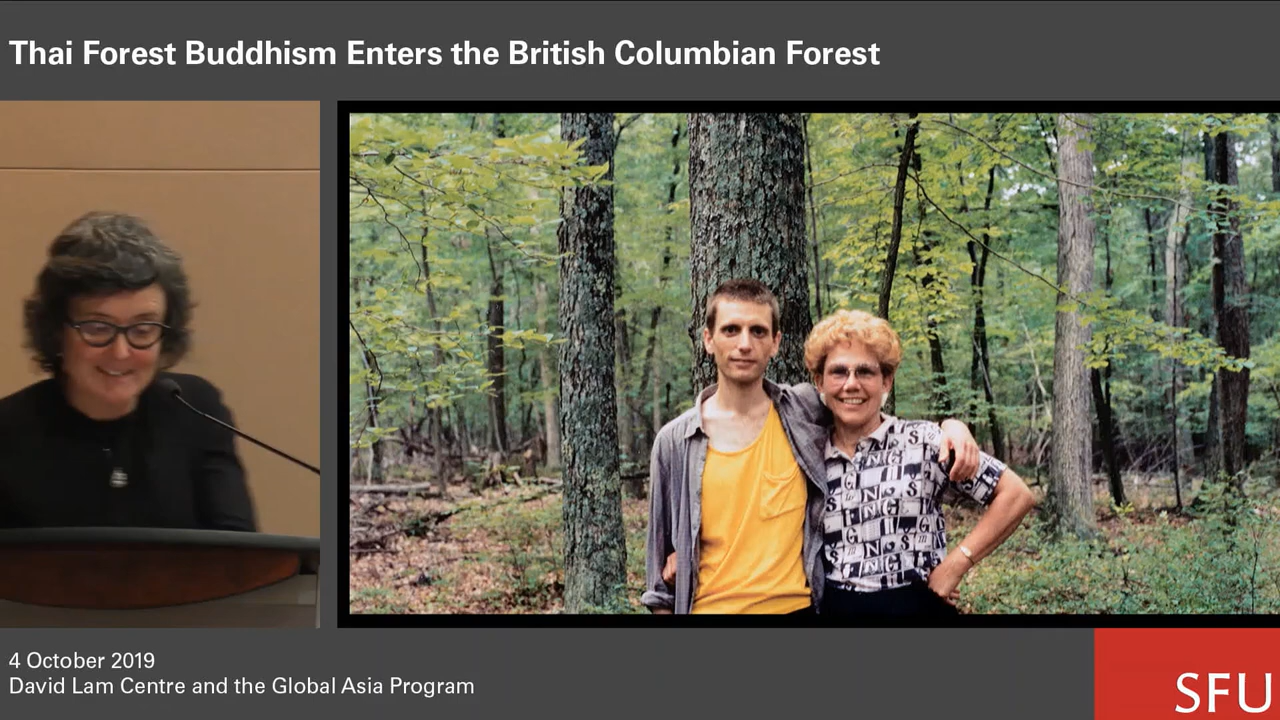 Thai Forest Buddhism Enters the British Columbian Forest
4 October 2019
David Lam Centre and the Global Asia Program
SFU